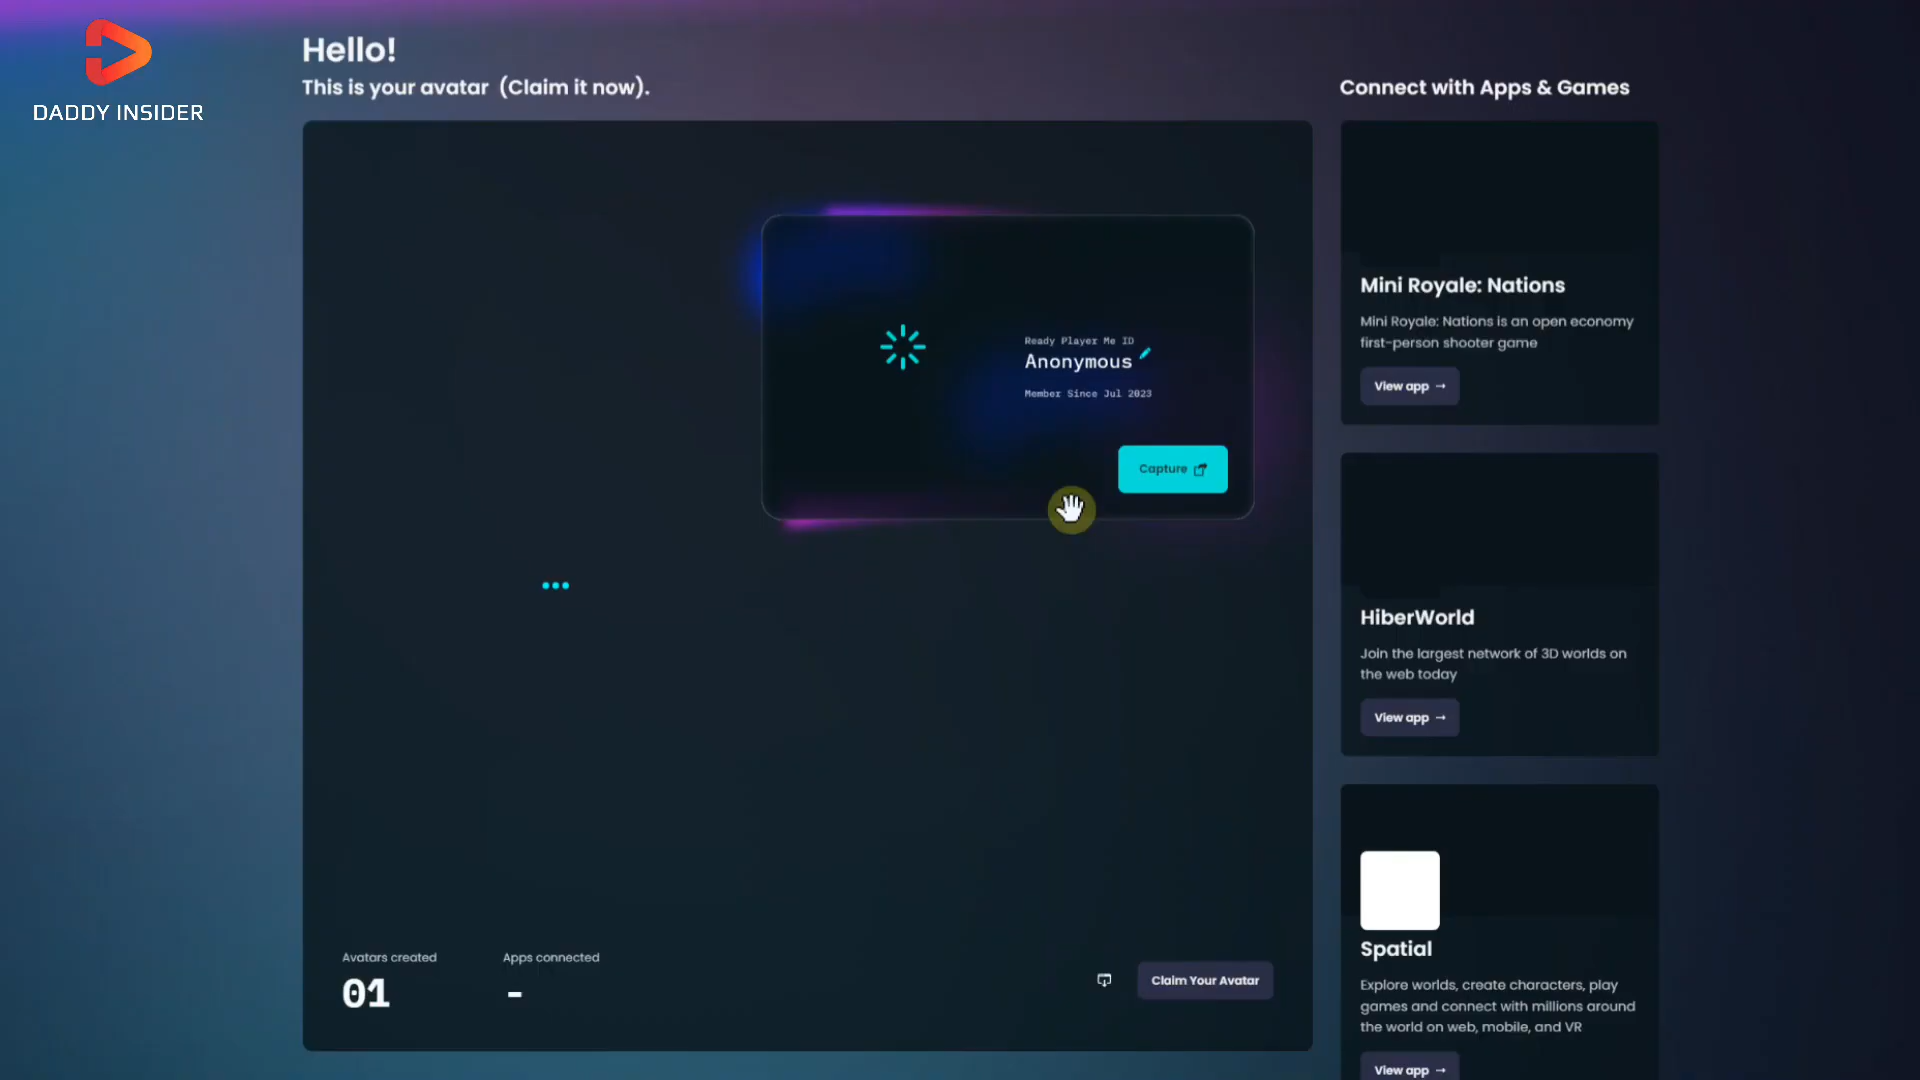 DADDY INSIDER
Hello!
This is your avatar (Claim it now).
Ready Player Me ID
Anonymous
Member Since Jul 2023
Capture
Avatars created
01
Apps connected
-
Claim Your Avatar
Connect with Apps & Games
Mini Royale: Nations
Mini Royale: Nations is an open economy
first-person shooter game
View app →
HiberWorld
Join the largest network of 3D worlds on
the web today
View app →
Spatial
Explore worlds, create characters, play
games and connect with millions around
the world on web, mobile, and VR
View app →